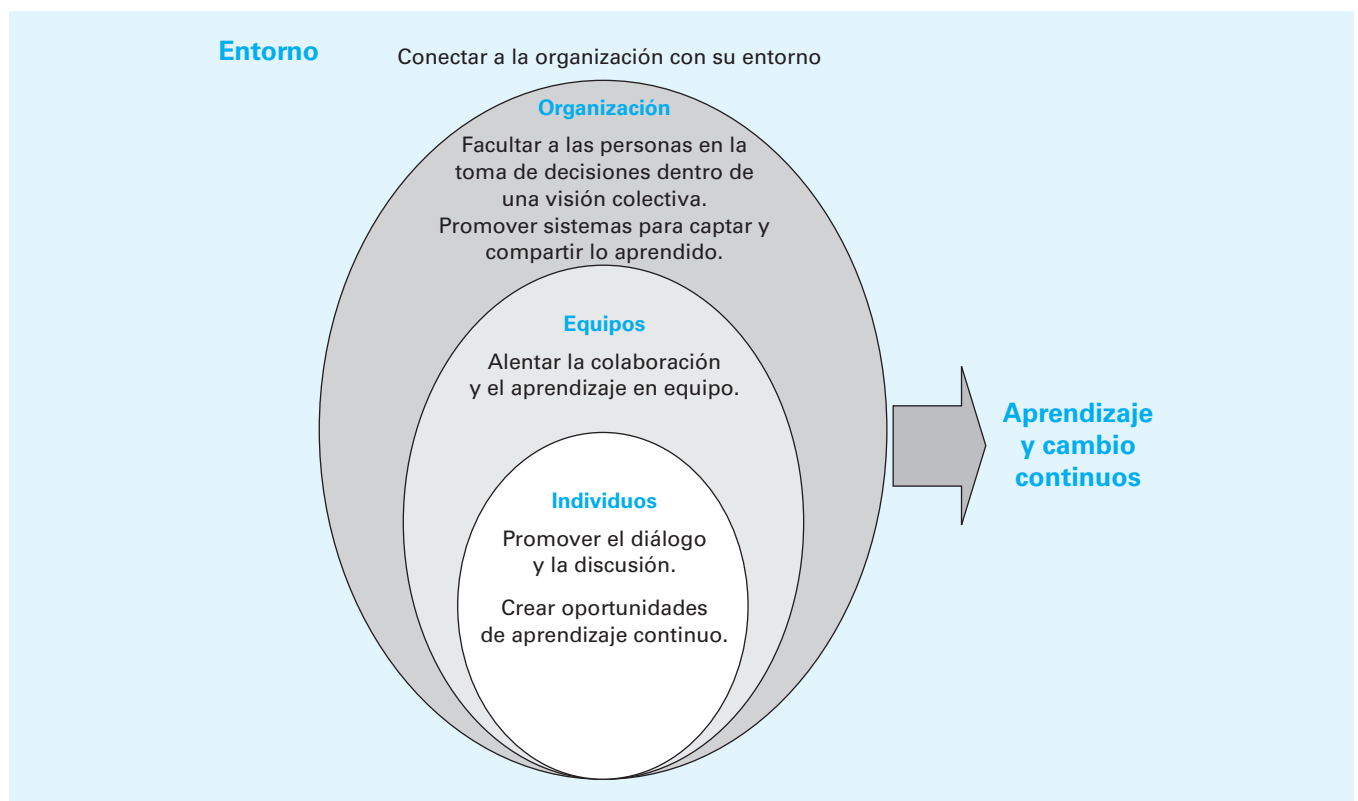 Entorno
Conectar a la organización con su entorno
Organización
Facultar a las personas en la
toma de decisiones dentro de
una visión colectiva.
Promover sistemas para captar y
compartir lo aprendido.
Equipos
Alentar la colaboración
y el aprendizaje en equipo.
Individuos
Promover el diálogo
y la discusión.
Crear oportunidades
de aprendizaje continuo.
Aprendizaje
y cambio
continuos